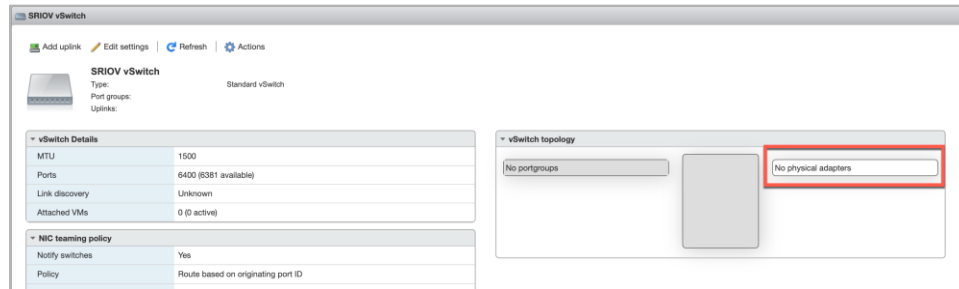 SRIOV vSwitch
Add uplink Edit settings Refresh Actions
SRIOV vSwitch
Type: Standard vSwitch
Port groups:
Uplinks:
vSwitch Details
MTU 1500
Ports 6400 (6381 available)
Link discovery Unknown
Attached VMs 0 (0 active)
NIC teaming policy
Notify switches Yes
Policy Route based on originating port ID
vSwitch topology
No portgroups
No physical adapters